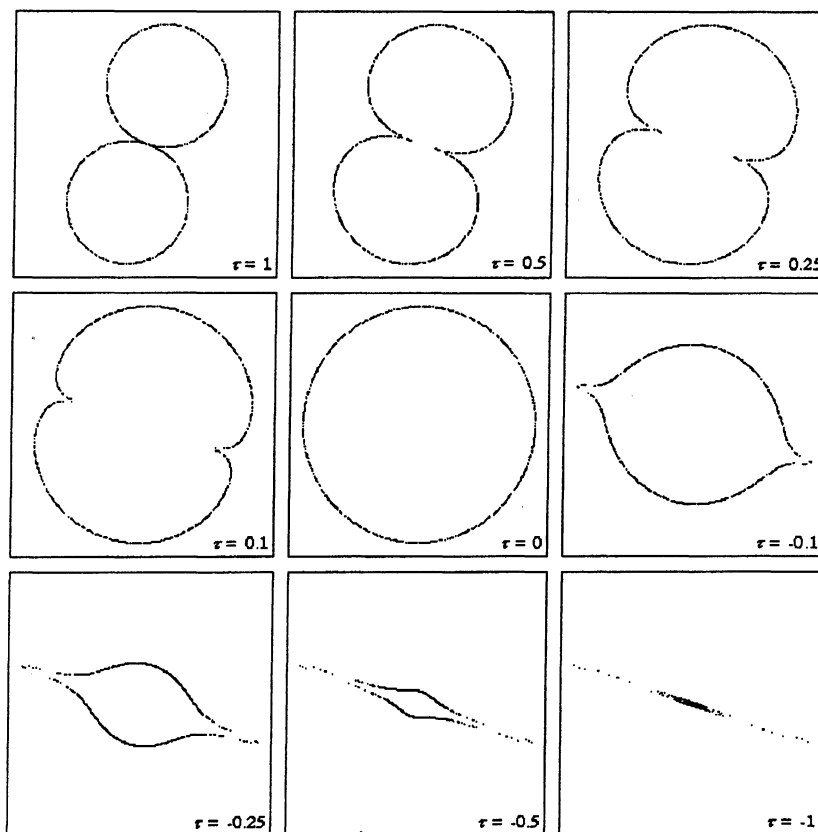 τ = 1
τ = 0.5
τ = 0.25
τ = 0.1
τ = 0
τ = -0.1
τ = -0.25
τ = -0.5
τ = -1